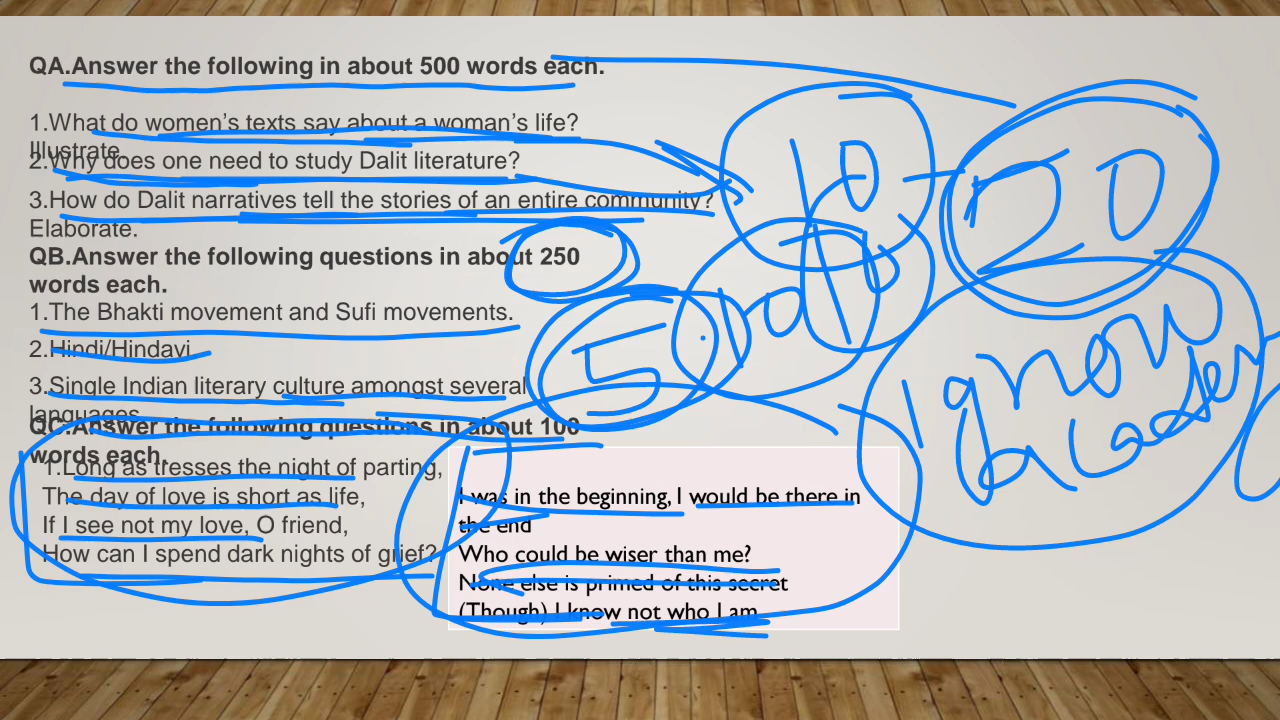 QA.Answer the following in about 500 words each.
1.What do women's texts say about a woman's life?
Illustrate.
2.Why does one need to study Dalit literature?
3.How do Dalit narratives tell the stories of an entire community?
Elaborate.
QB.Answer the following questions in about 250
words each.
1.The Bhakti movement and Sufi movements.
2.Hindi/Hindavi
3.Single Indian literary culture amongst several
languages
QC.Answer the following questions in about 100
words each.
1.Long as tresses the night of parting,
The day of love is short as life,
If I see not my love, O friend,
How can I spend dark nights of grief?
I was in the beginning, I would be there in
the end
Who could be wiser than me?
None else is primed of this secret
(Though) I know not who I am
10
20
10
5